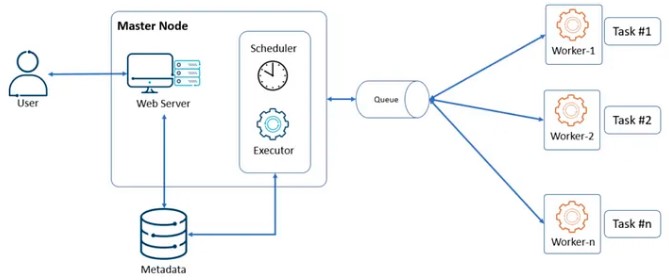 Master Node
Scheduler
User
Web Server
Executor
Metadata
Queue
Worker-1
Task #1
Worker-2
Task #2
Worker-n
Task #n